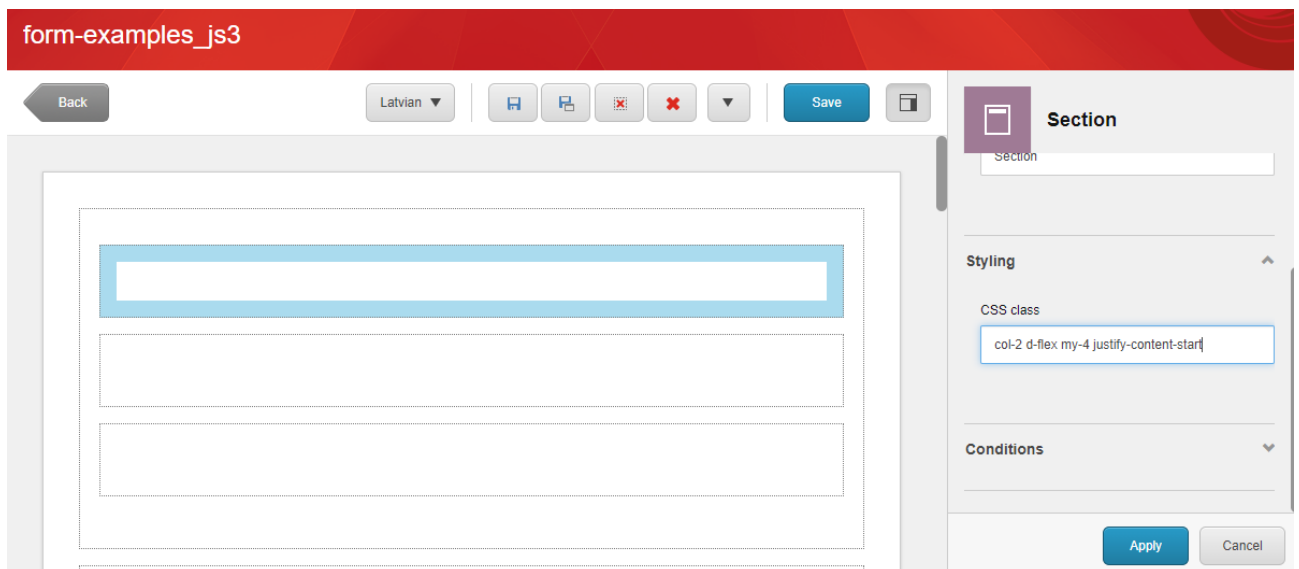 form-examples_js3
Back
Latvian
Save
Section
Section
Styling
CSS class
col-2 d-flex my-4 justify-content-start
Conditions
Apply
Cancel